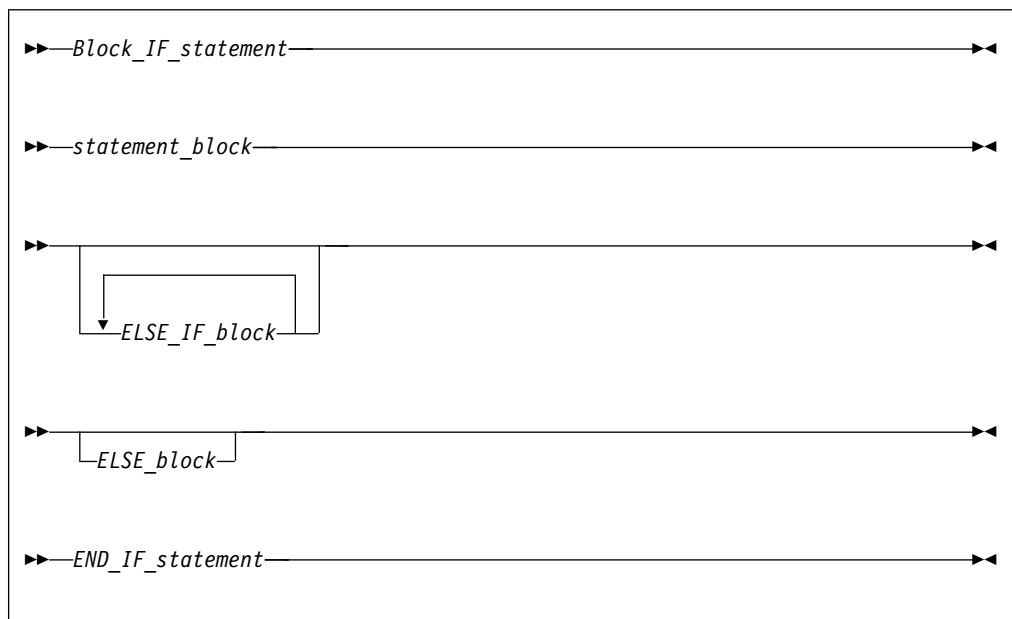 Block_IF_statement
statement_block
ELSE_IF_block
ELSE_block
END_IF_statement